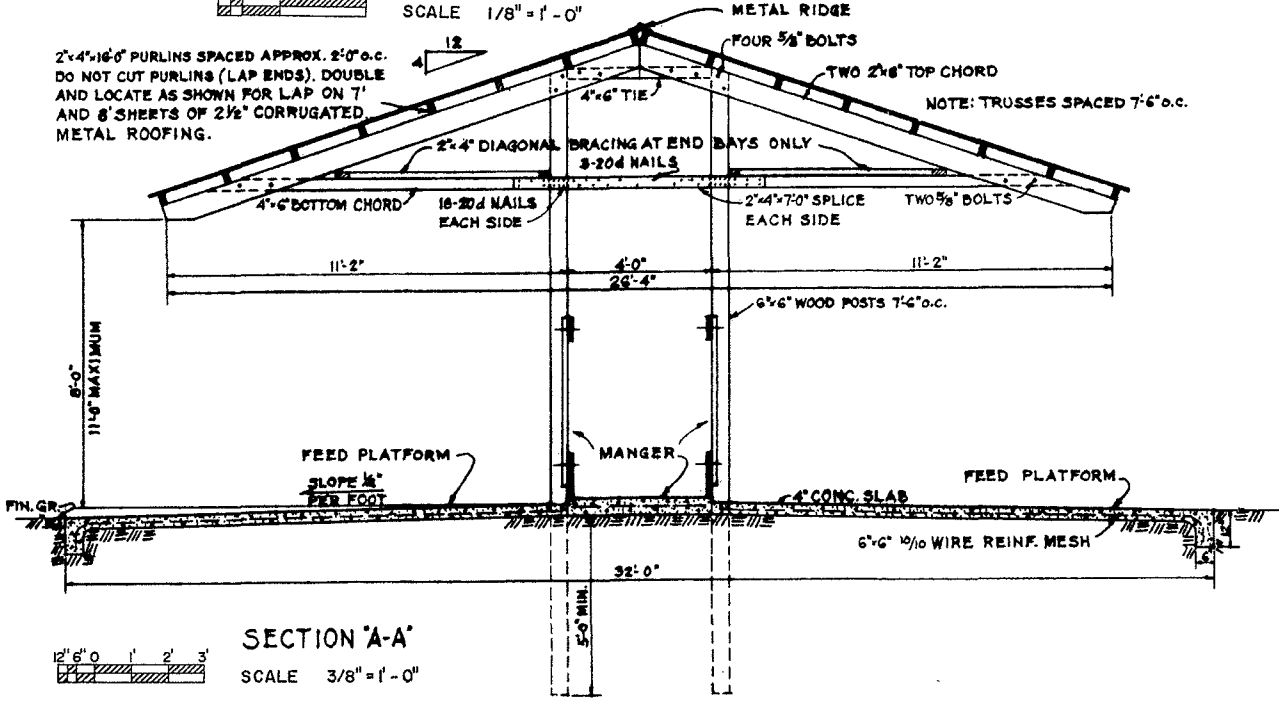 SCALE 1/8" = 1'-0"
METAL RIDGE
2"x4"x16'-0" PURLINS SPACED APPROX. 2'-0" o.c.
DO NOT CUT PURLINS (LAP ENDS). DOUBLE
AND LOCATE AS SHOWN FOR LAP ON 7'
AND 8' SHEETS OF 2 1/2" CORRUGATED
METAL ROOFING.
12
4
FOUR 5/8" BOLTS
TWO 2"x8" TOP CHORD
4"x6" TIE
NOTE: TRUSSES SPACED 7'-6" o.c.
2"x4" DIAGONAL BRACING AT END BAYS ONLY
3-20d NAILS
4"x6" BOTTOM CHORD
16-20d NAILS
EACH SIDE
2"x4"x7'-0" SPLICE
EACH SIDE
TWO 5/8" BOLTS
11'-2"
4'-0"
11'-2"
26'-4"
6"x6" WOOD POSTS 7'-6" o.c.
8'-0"
11'-0" MAXIMUM
MANGER
FEED PLATFORM
SLOPE 1/2"
PER FOOT
FEED PLATFORM
FIN. GR.
4" CONC. SLAB
6"x6" 10/10 WIRE REINF. MESH
12"
6"
32'-0"
5'-0" MIN.
SECTION "A-A"
12" 6" 0 1' 2' 3'
SCALE 3/8" = 1'-0"